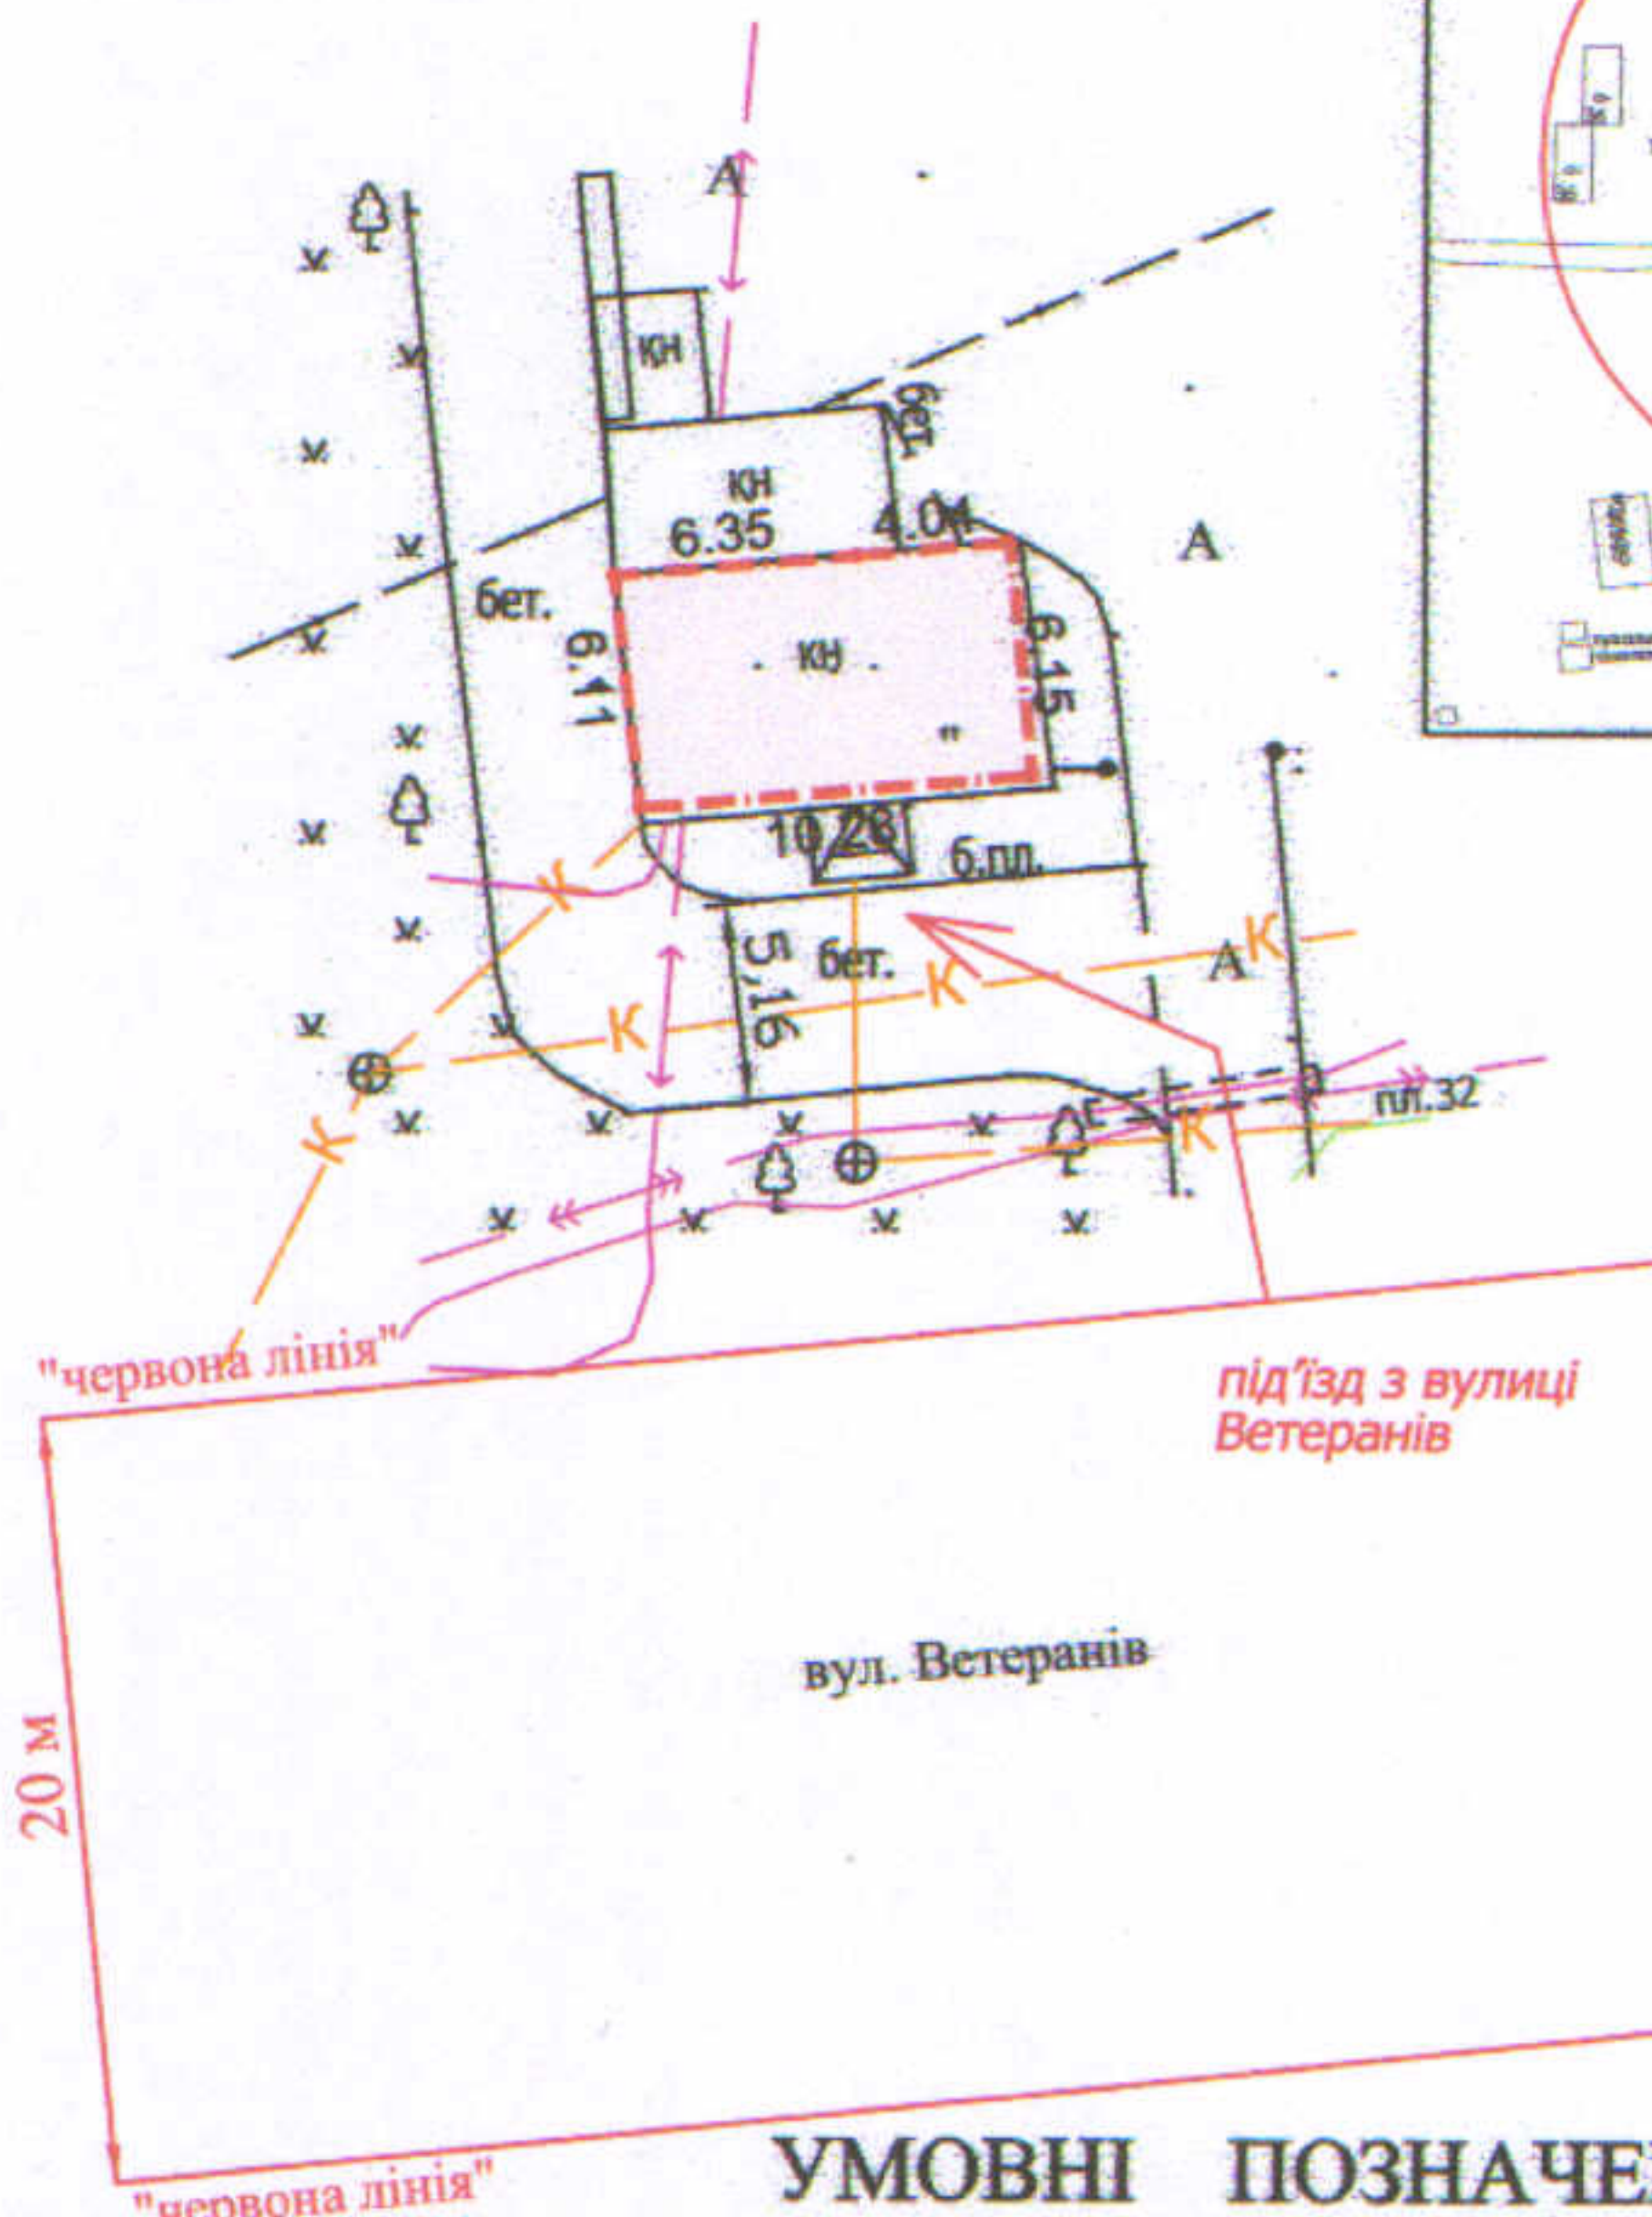 А
КН
бет.
КН
6.35
4.04
А
бет.
6.11
КН
6.15
10.28
б.пл.
К
5,16
бет.
К
К
А
К
К
К
пл.32
"червона лінія"
під'їзд з вулиці
Ветеранів
вул. Ветеранів
20 м
УМОВНІ ПОЗНАЧЕ
"червона лінія"